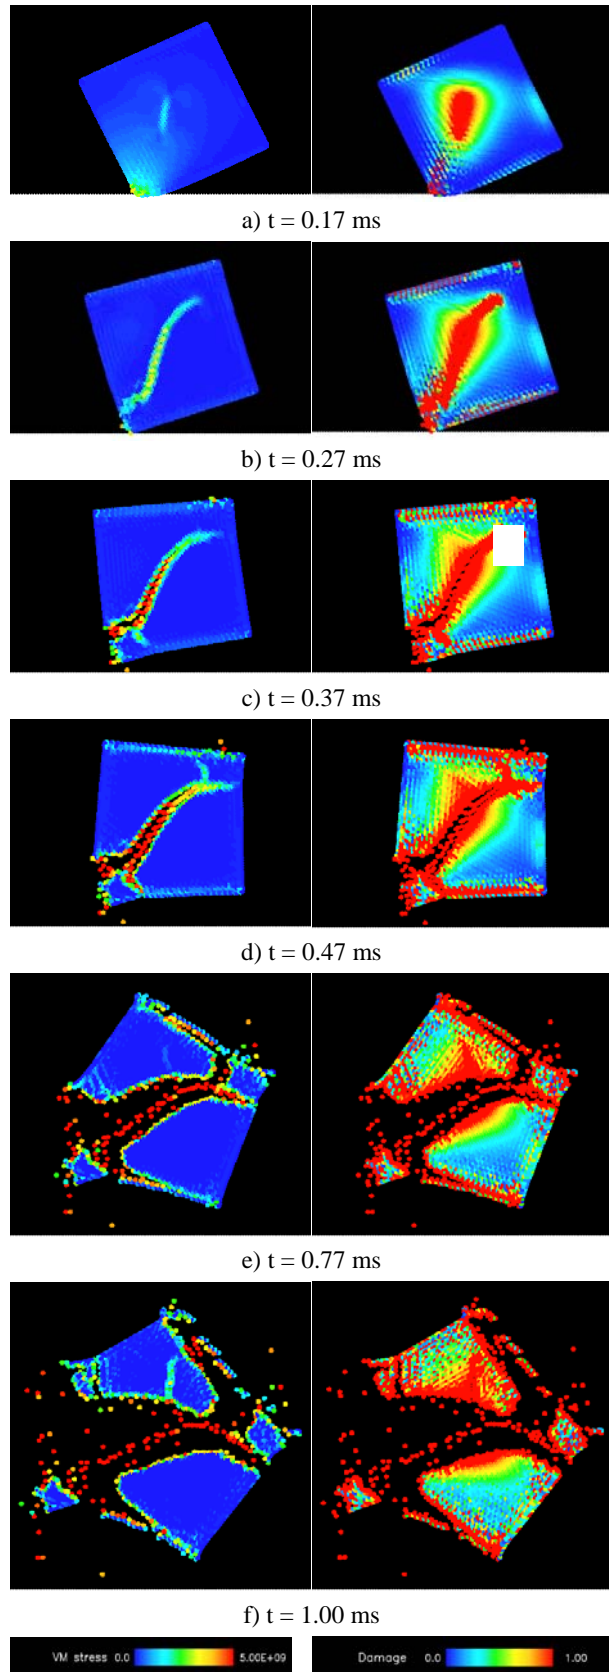 a) t = 0.17 ms
b) t = 0.27 ms
c) t = 0.37 ms
d) t = 0.47 ms
e) t = 0.77 ms
f) t = 1.00 ms
VM stress 0.0 5.00E+09
Damage 0.0 1.00